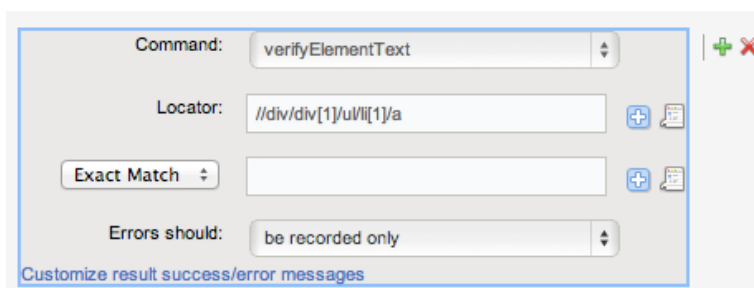 Command: verifyElementText
Locator: //div/div[1]/ul/li[1]/a
Exact Match
Errors should: be recorded only
Customize result success/error messages